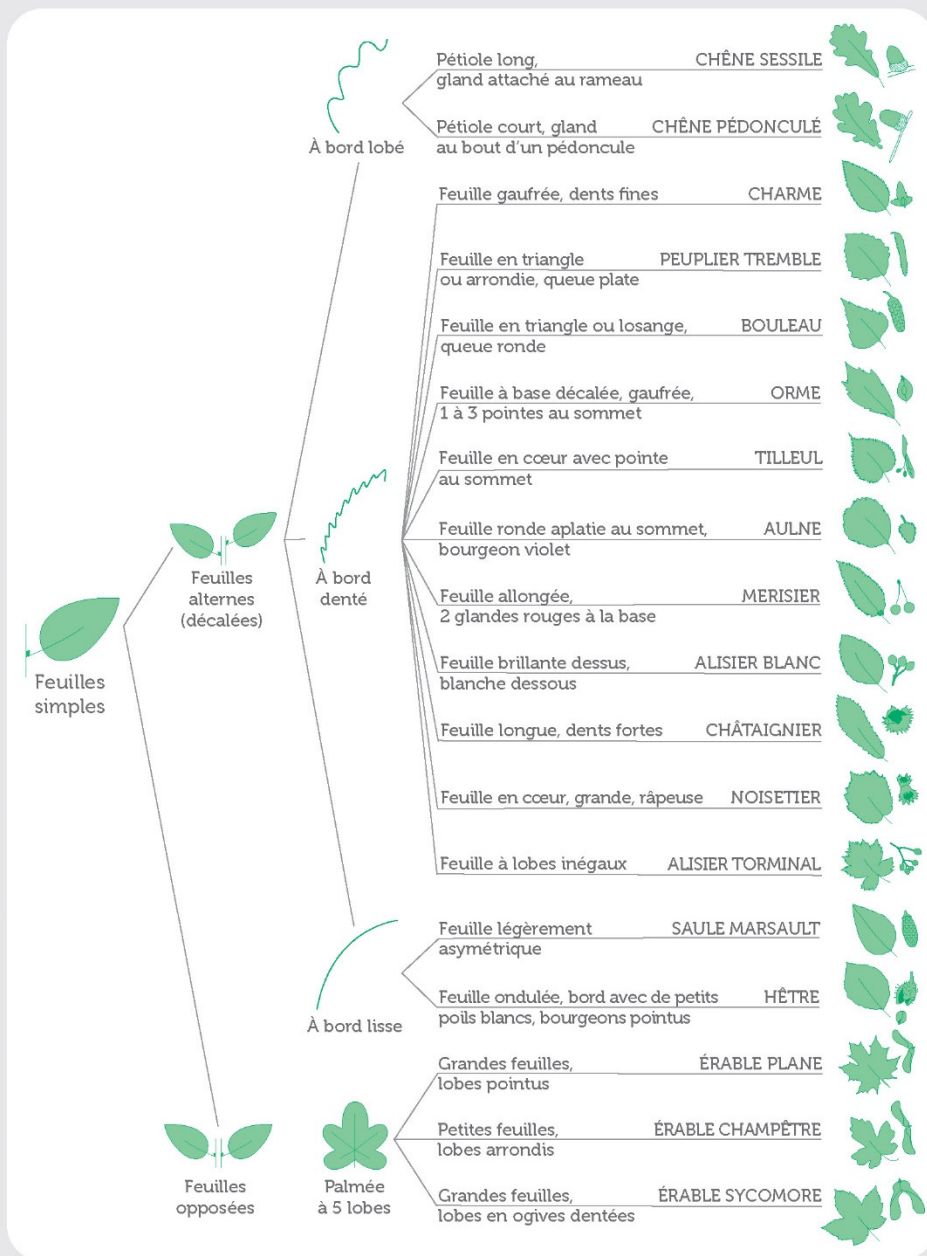 Pétiole long, CHÊNE SESSILE
gland attaché au rameau
Pétiole court, gland CHÊNE PÉDONCULÉ
au bout d'un pédoncule
À bord lobé
Feuille gaufrée, dents fines CHARME
Feuille en triangle PEUPLIER TREMBLE
ou arrondie, queue plate
Feuille en triangle ou losange, BOULEAU
queue ronde
Feuille à base décalée, gaufrée, ORME
1 à 3 pointes au sommet
Feuille en cœur avec pointe TILLEUL
au sommet
Feuille ronde aplatie au sommet, AULNE
bourgeon violet
Feuilles
alternes
(décalées)
À bord
denté
Feuille allongée, MERISIER
2 glandes rouges à la base
Feuilles
simples
Feuille brillante dessus, ALISIER BLANC
blanche dessous
Feuille longue, dents fortes CHÂTAIGNIER
Feuille en cœur, grande, râpeuse NOISETIER
Feuille à lobes inégaux ALISIER TORMINAL
Feuille légèrement SAULE MARSAULT
asymétrique
Feuille ondulée, bord avec de petits HÊTRE
poils blancs, bourgeons pointus
À bord lisse
Grandes feuilles, ÉRABLE PLANE
lobes pointus
Petites feuilles, ÉRABLE CHAMPÊTRE
lobes arrondis
Feuilles
opposées
Palmée
à 5 lobes
Grandes feuilles, ÉRABLE SYCOMORE
lobes en ogives dentées